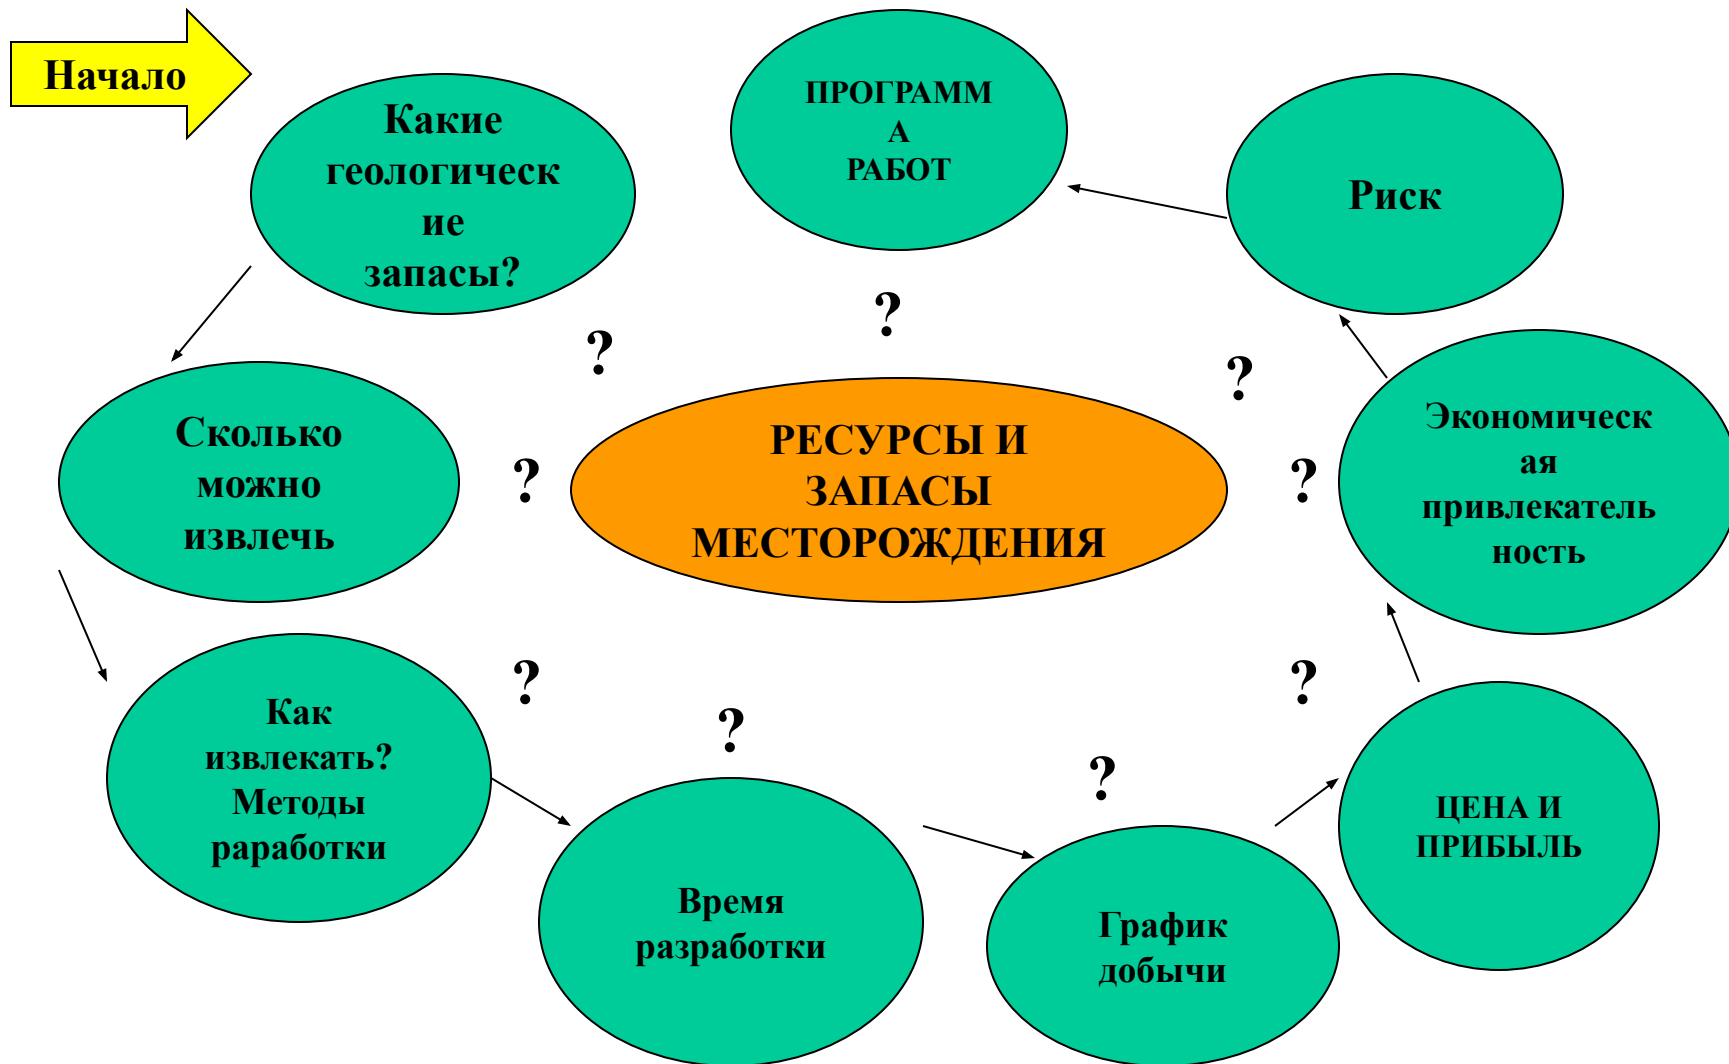 Начало
Какие
геологическ
ие
запасы?
Сколько
можно
извлечь
Как
извлекать?
Методы
раработки
Время
разработки
График
добычи
ЦЕНА И
ПРИБЫЛЬ
Экономическ
ая
привлекатель
ность
Риск
ПРОГРАММ
А
РАБОТ
РЕСУРСЫ И
ЗАПАСЫ
МЕСТОРОЖДЕНИЯ
?
?
?
?
?
?
?
?
?